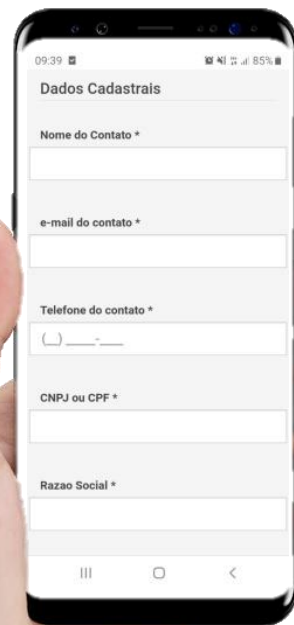 09:39 85%
Dados Cadastrais
Nome do Contato *
e-mail do contato *
Telefone do contato *
(__) _____-____
CNPJ ou CPF *
Razao Social *